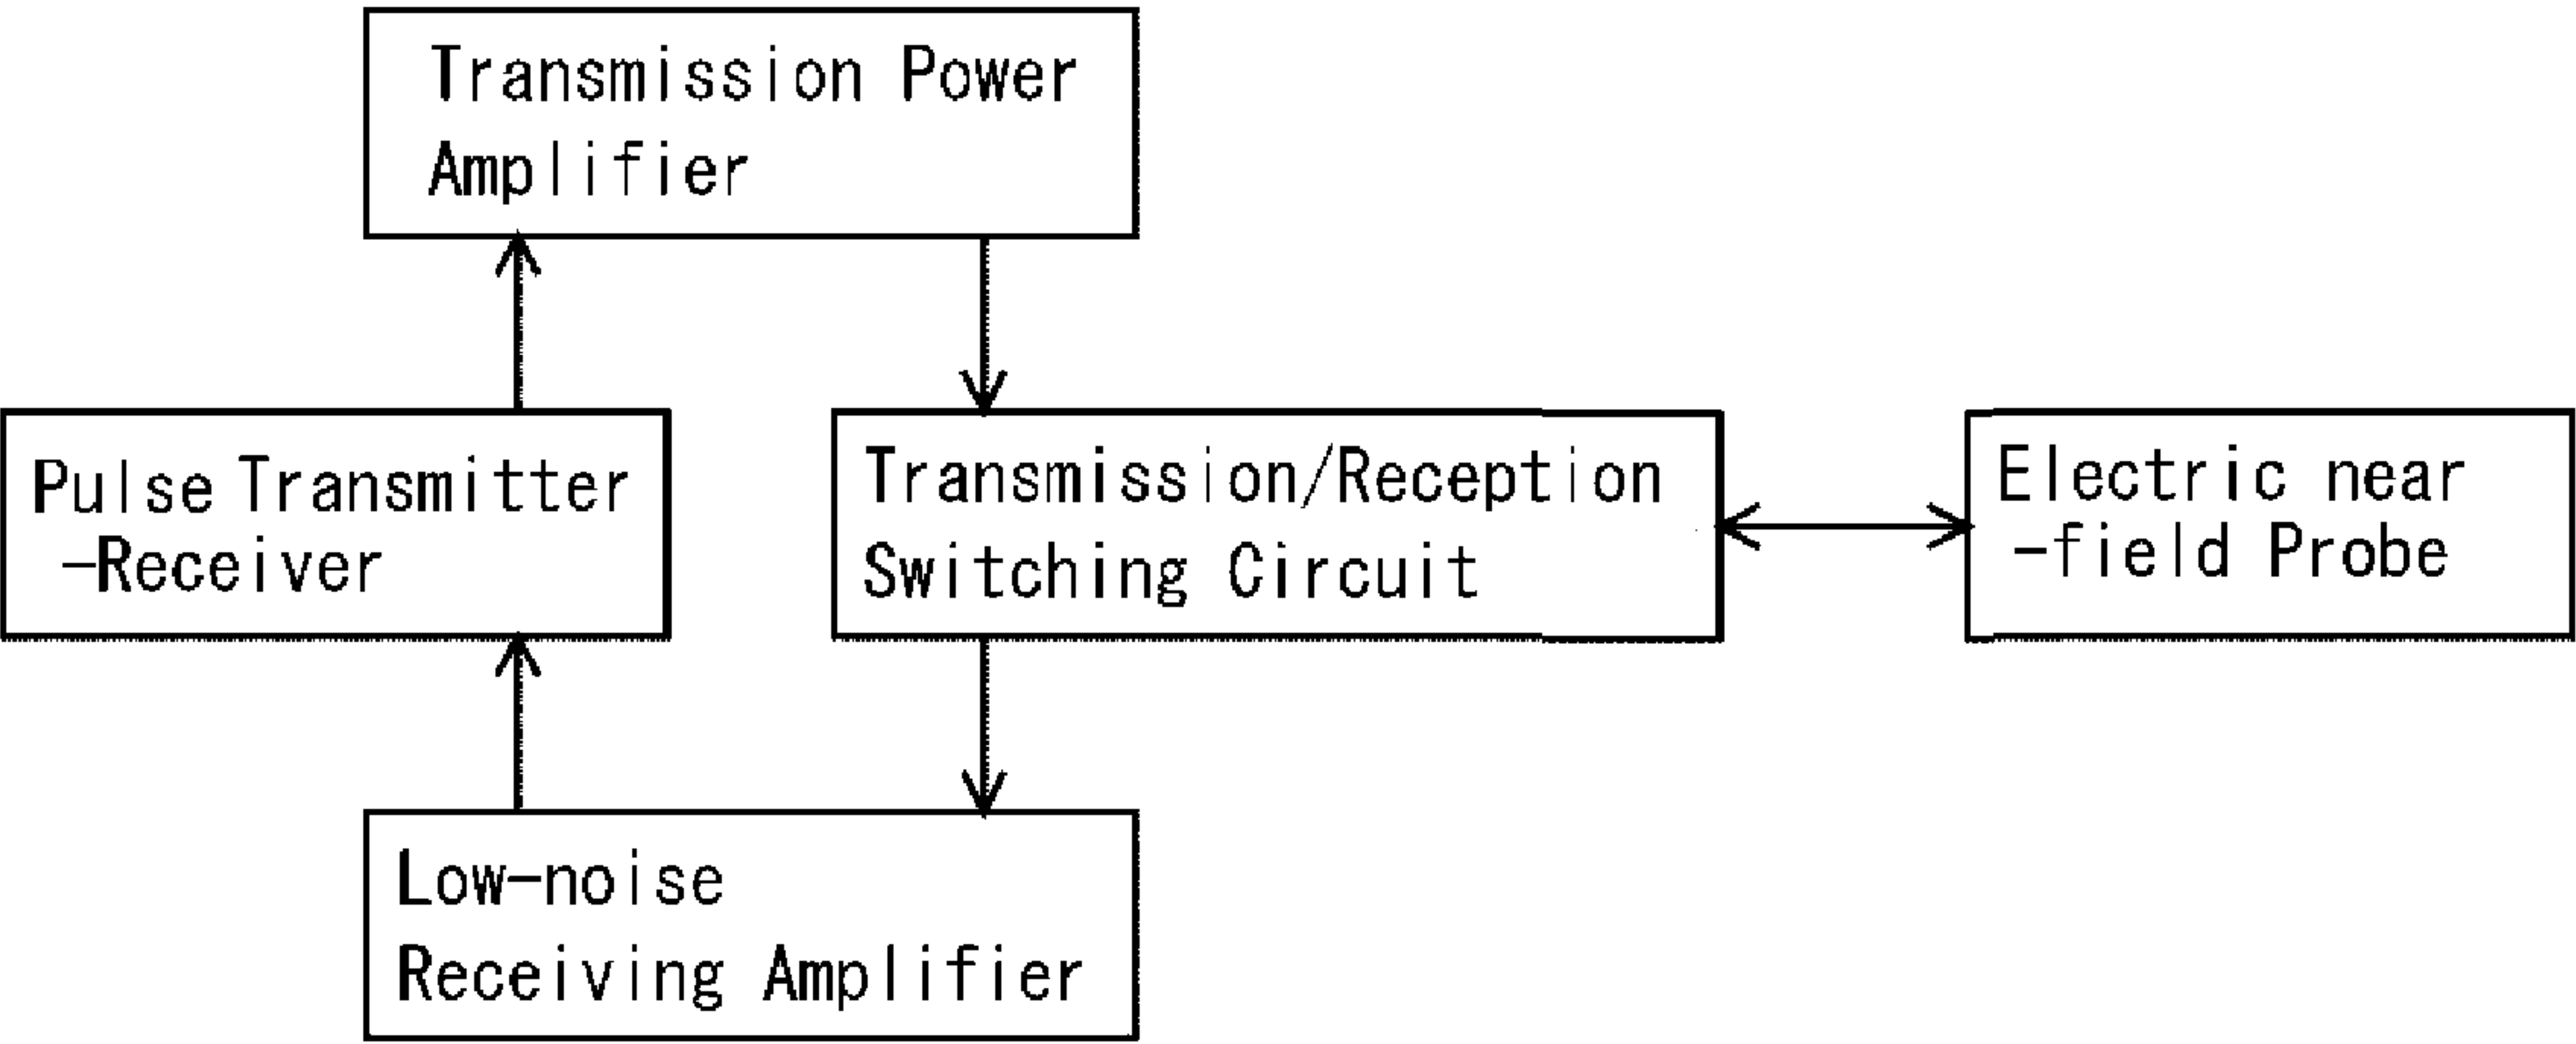 Transmission Power
Amplifier
Pulse Transmitter
-Receiver
Transmission/Reception
Switching Circuit
Electric near
-field Probe
Low-noise
Receiving Amplifier